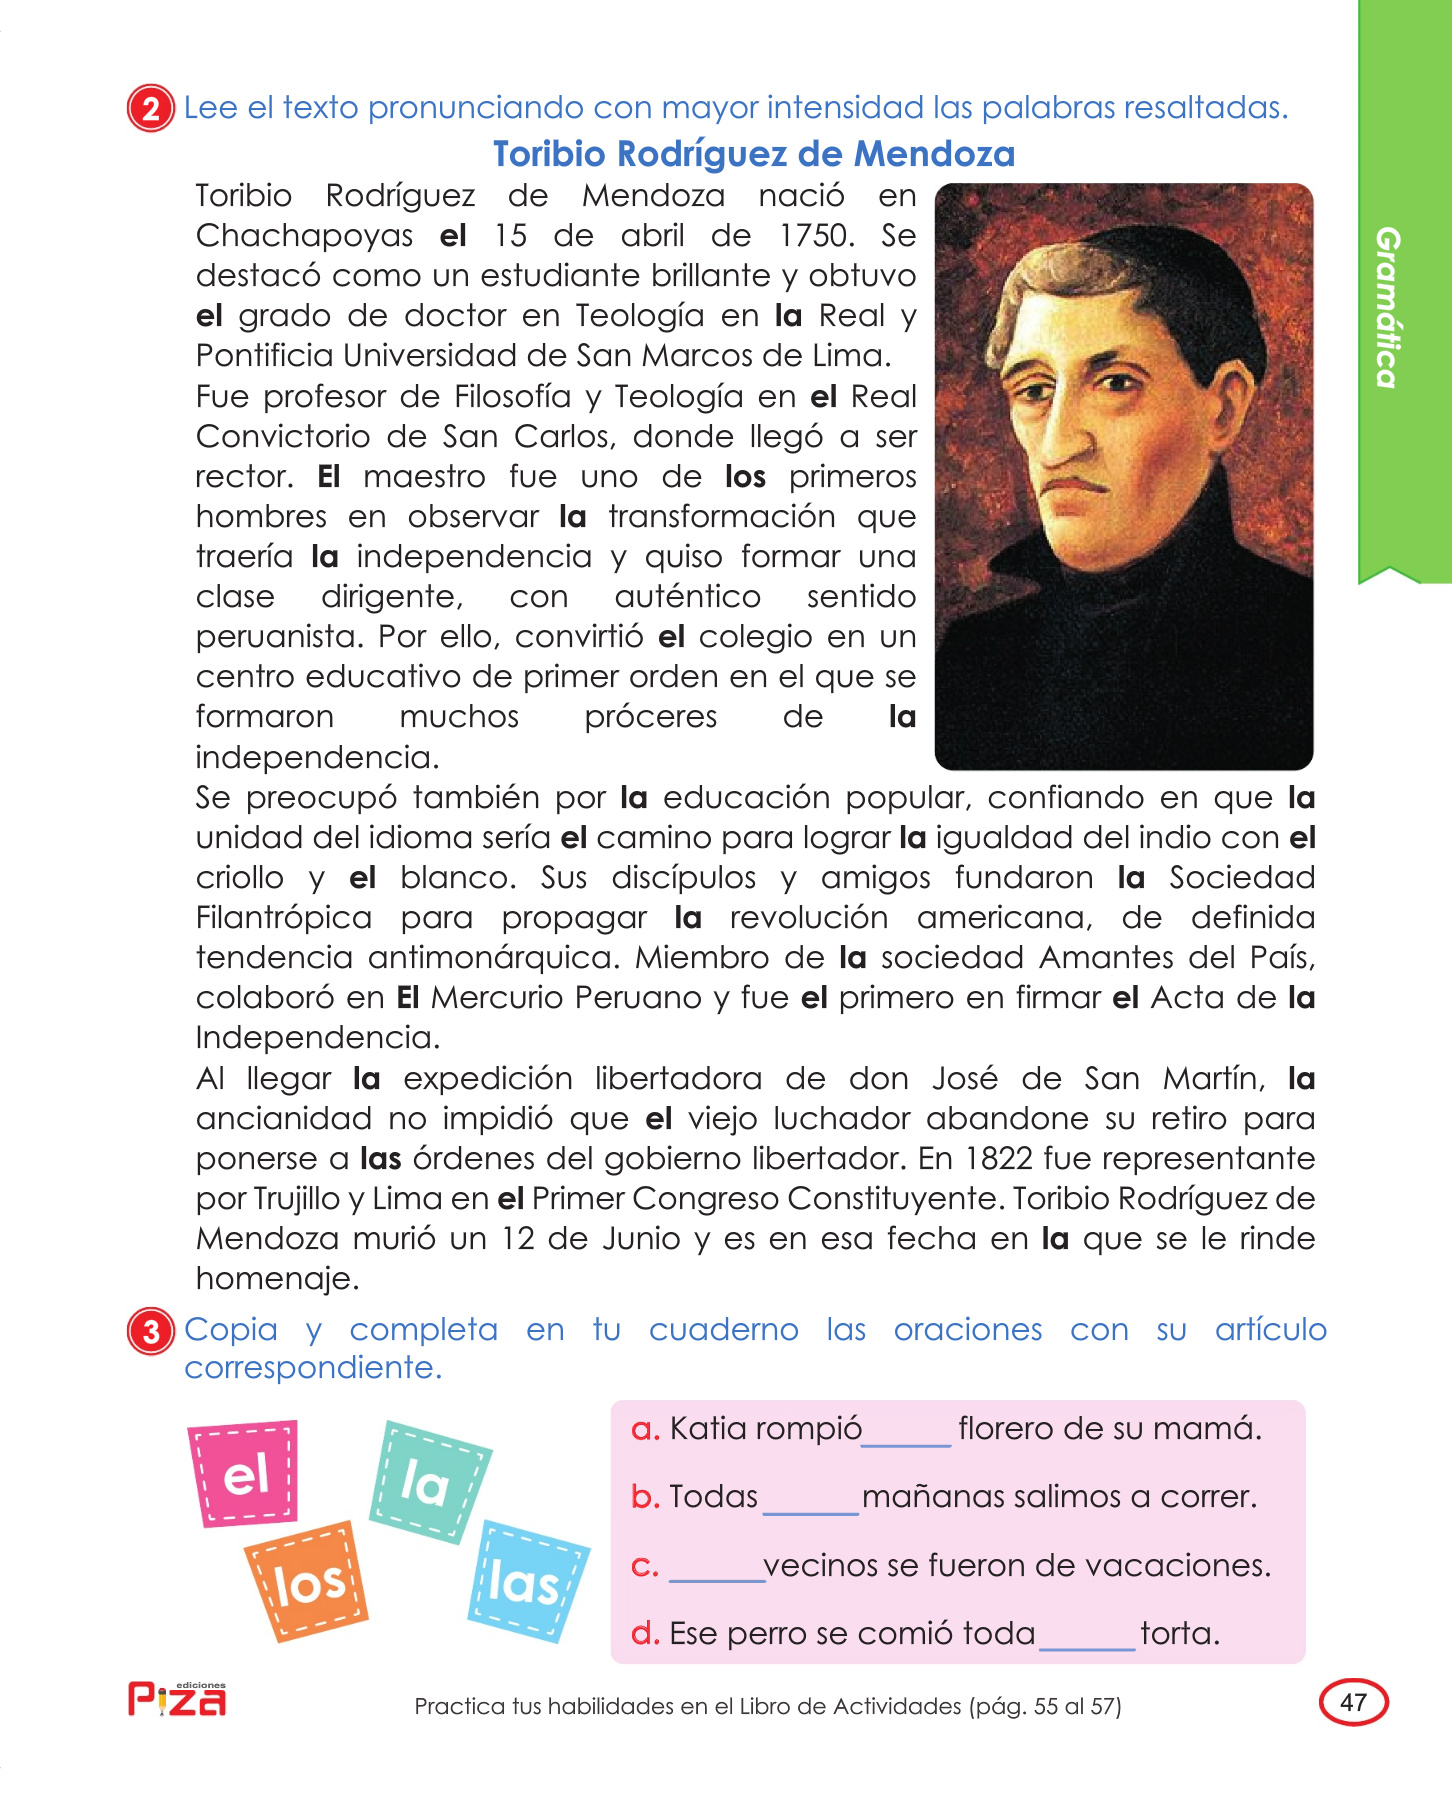 2 Lee el texto pronunciando con mayor intensidad las palabras resaltadas.
Toribio Rodríguez de Mendoza
Toribio Rodríguez de Mendoza nació en
Chachapoyas el 15 de abril de 1750. Se
destacó como un estudiante brillante y obtuvo
el grado de doctor en Teología en la Real y
Pontificia Universidad de San Marcos de Lima.
Fue profesor de Filosofía y Teología en el Real
Convictorio de San Carlos, donde llegó a ser
rector. El maestro fue uno de los primeros
hombres en observar la transformación que
traería la independencia y quiso formar una
clase dirigente, con auténtico sentido
peruanista. Por ello, convirtió el colegio en un
centro educativo de primer orden en el que se
formaron muchos próceres de la
independencia.
Se preocupó también por la educación popular, confiando en que la
unidad del idioma sería el camino para lograr la igualdad del indio con el
criollo y el blanco. Sus discípulos y amigos fundaron la Sociedad
Filantrópica para propagar la revolución americana, de definida
tendencia antimonárquica. Miembro de la sociedad Amantes del País,
colaboró en El Mercurio Peruano y fue el primero en firmar el Acta de la
Independencia.
Al llegar la expedición libertadora de don José de San Martín, la
ancianidad no impidió que el viejo luchador abandone su retiro para
ponerse a las órdenes del gobierno libertador. En 1822 fue representante
por Trujillo y Lima en el Primer Congreso Constituyente. Toribio Rodríguez de
Mendoza murió un 12 de Junio y es en esa fecha en la que se le rinde
homenaje.
Gramática
3 Copia y completa en tu cuaderno las oraciones con su artículo
correspondiente.
el
la
los
las
a. Katia rompió______ florero de su mamá.
b. Todas______mañanas salimos a correr.
c. ______vecinos se fueron de vacaciones.
d. Ese perro se comió toda______torta.
ediciones
Piza
Practica tus habilidades en el Libro de Actividades (pág. 55 al 57)
47